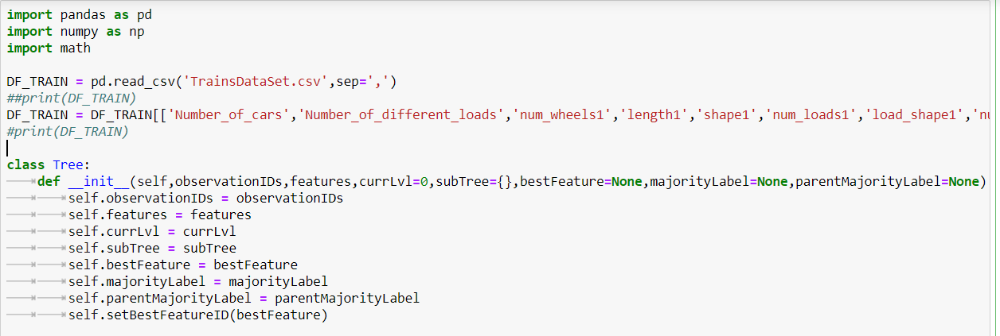 import pandas as pd
import numpy as np
import math
DF_TRAIN = pd.read_csv('TrainsDataSet.csv',sep=',')
##print(DF_TRAIN)
DF_TRAIN = DF_TRAIN[['Number_of_cars','Number_of_different_loads','num_wheels1','length1','shape1','num_loads1','load_shape1','nu
#print(DF_TRAIN)
class Tree:
def __init__(self,observationIDs,features,currLvl=0,subTree={},bestFeature=None,majorityLabel=None,parentMajorityLabel=None)
self.observationIDs = observationIDs
self.features = features
self.currLvl = currLvl
self.subTree = subTree
self.bestFeature = bestFeature
self.majorityLabel = majorityLabel
self.parentMajorityLabel = parentMajorityLabel
self.setBestFeatureID(bestFeature)